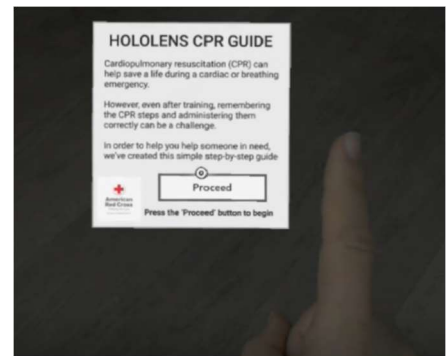 HOLOLENS CPR GUIDE
Cardiopulmonary resuscitation (CPR) can
help save a life during a cardiac or breathing
emergency.
However, even after training, remembering
the CPR steps and administering them
correctly can be a challenge.
In order to help you help someone in need,
we've created this simple step-by-step guide
Proceed
American
Red Cross
Press the 'Proceed' button to begin